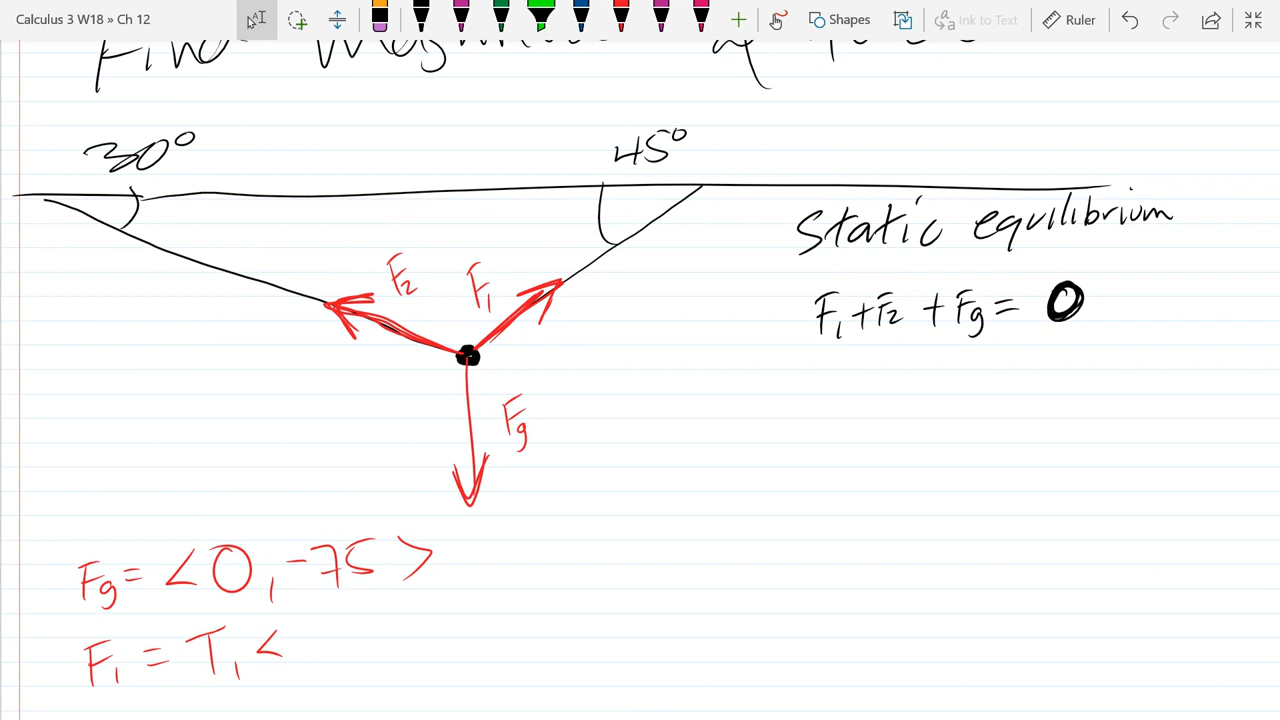 Calculus 3 W18 » Ch 12
Shapes
Ink to Text
Ruler
Find
30°
45°
Static equilibrium
F₂
F₁
F₁ + F₂ + Fg = 0
Fg
Fg = < 0, -75 >
F₁ = T₁ <